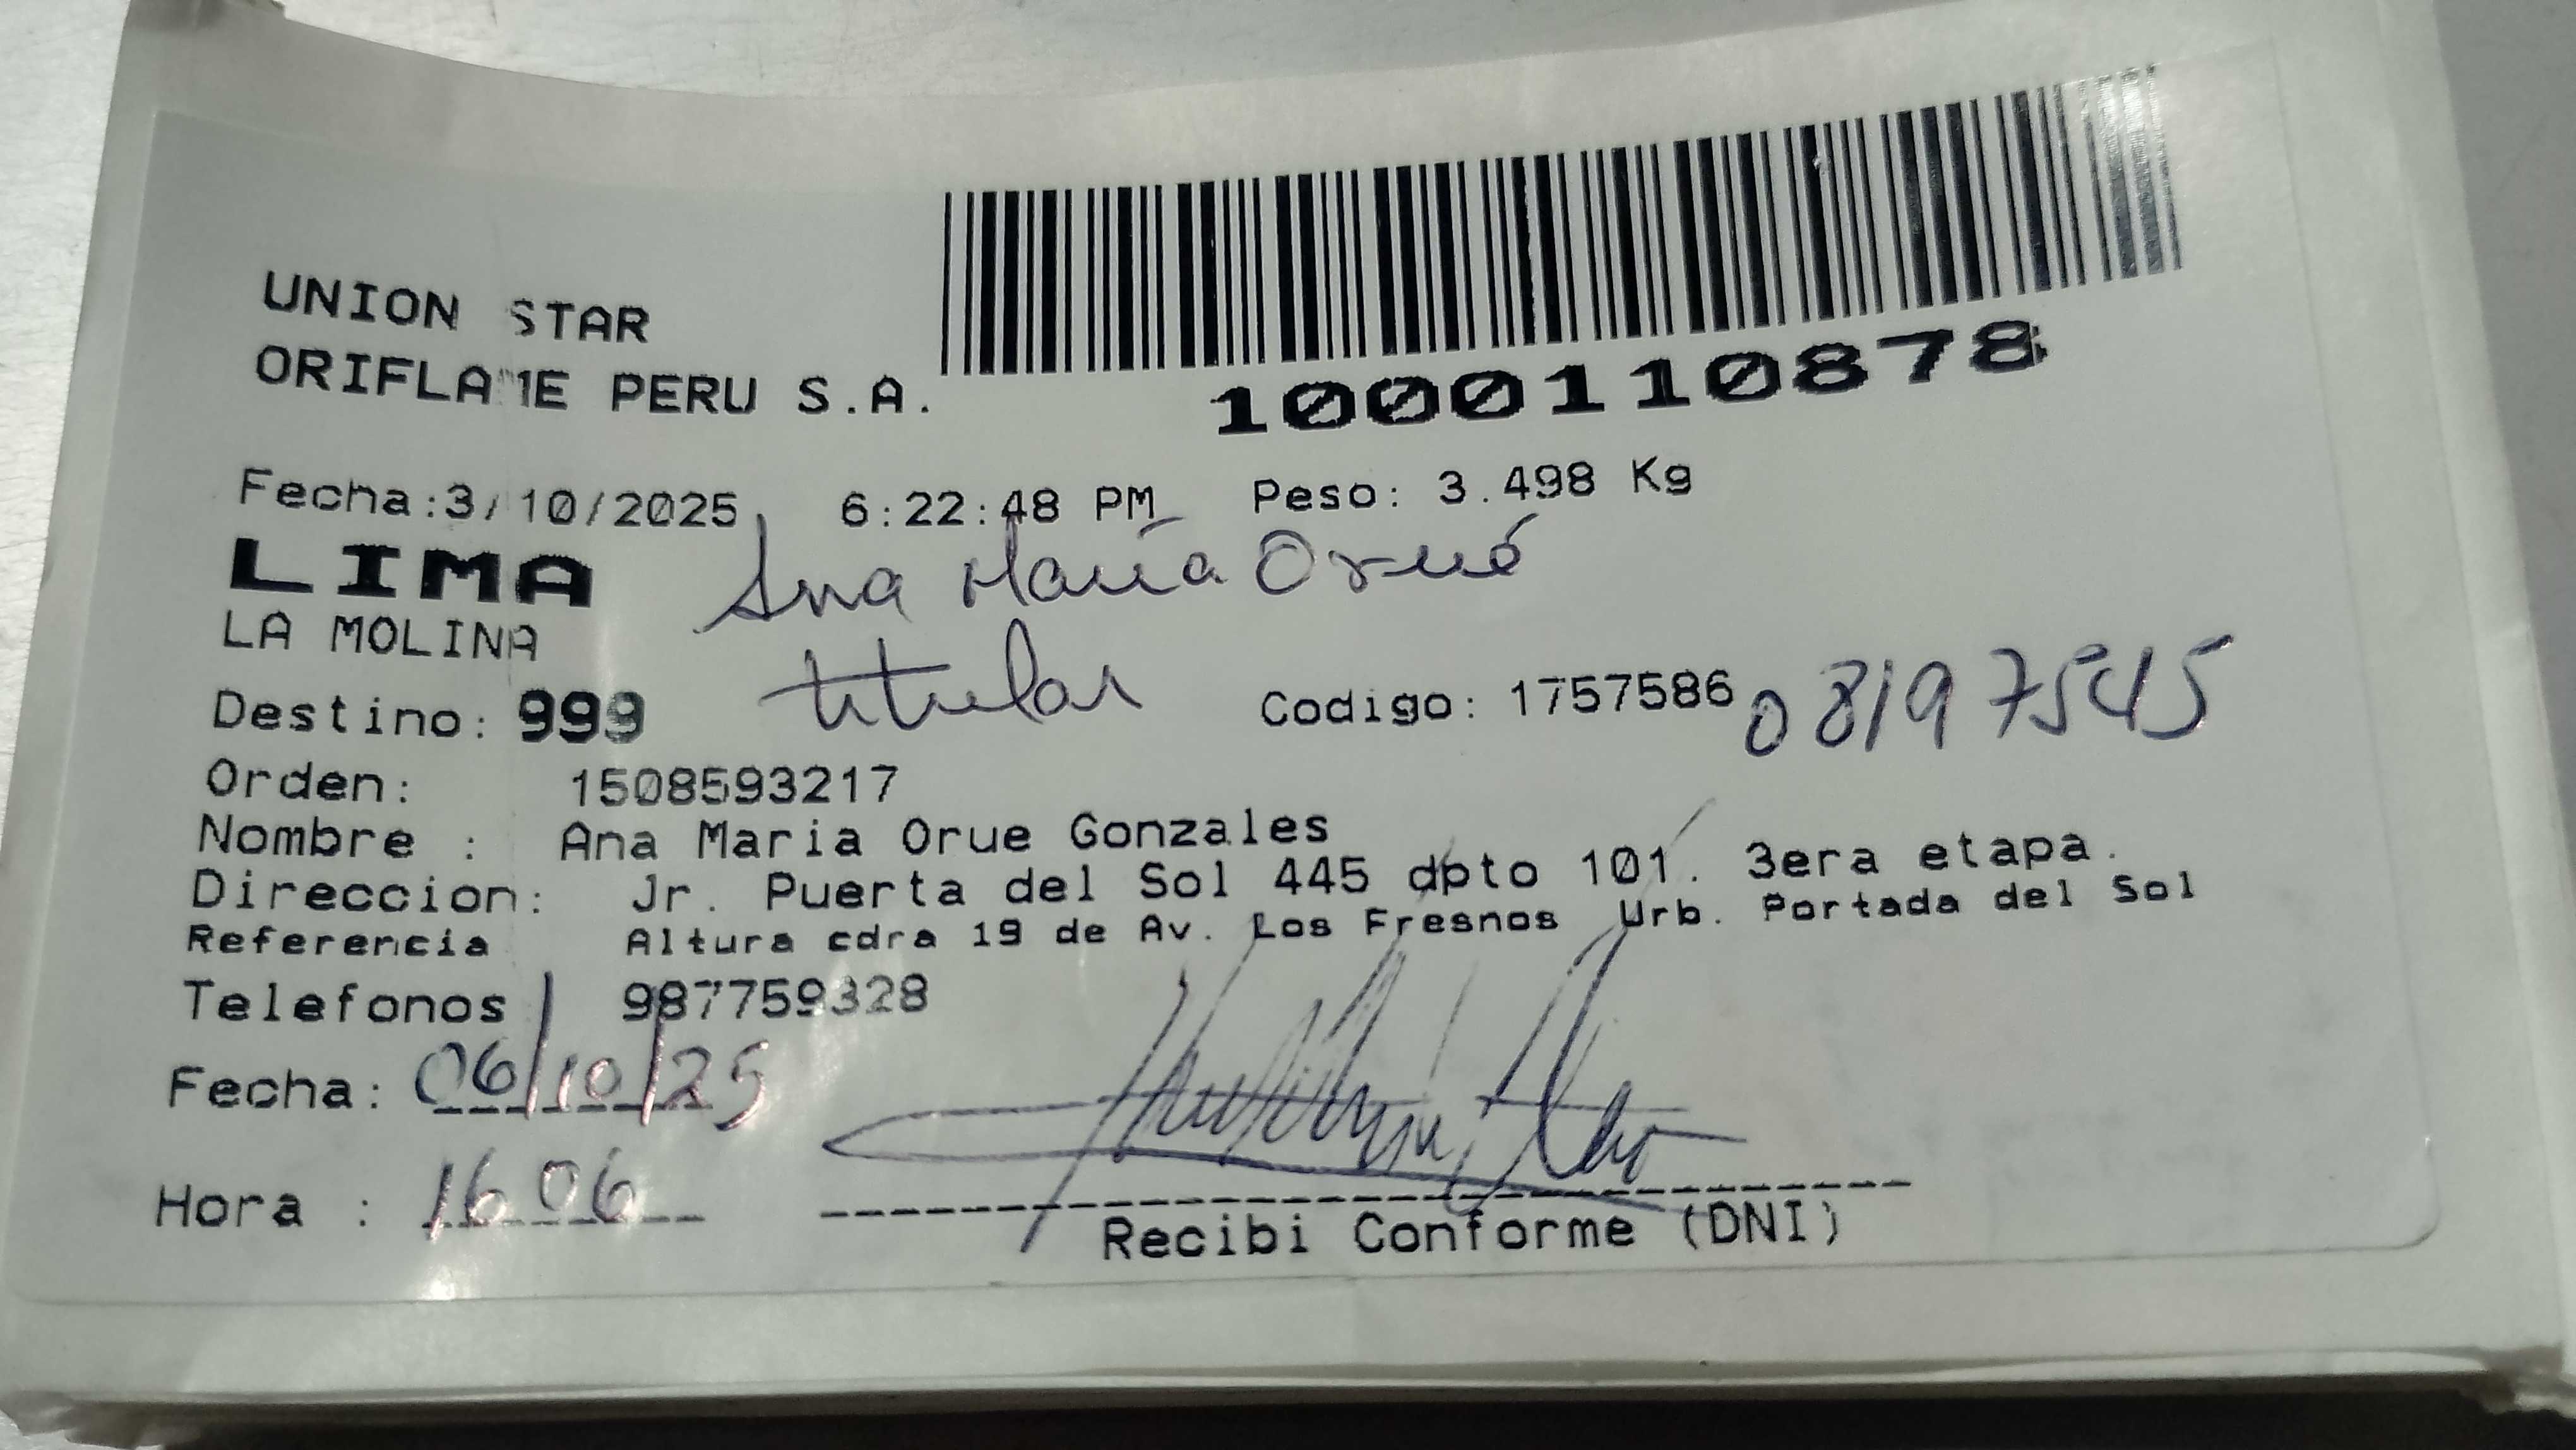 UNION STAR
ORIFLAME PERU S.A.
1000110878
Fecha:3/10/2025 6:22:48 PM Peso: 3.498 Kg
LIMA Ana María Orué
LA MOLINA
titular
Destino: 999 Codigo: 1757586 08197545
Orden: 1508593217
Nombre : Ana Maria Orue Gonzales
Direccion: Jr. Puerta del Sol 445 dpto 101. 3era etapa.
Referencia Altura cdra 19 de Av. Los Fresnos Urb. Portada del Sol
Telefonos 987759328
Fecha: 06/10/25
Hora : 16 06
Recibi Conforme (DNI)